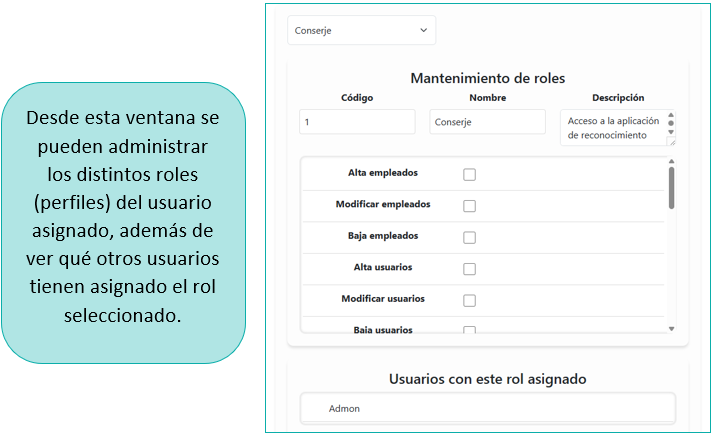 Desde esta ventana se
pueden administrar
los distintos roles
(perfiles) del usuario
asignado, además de
ver qué otros usuarios
tienen asignado el rol
seleccionado.
Conserje
Mantenimiento de roles
Código Nombre Descripción
1 Conserje Acceso a la aplicación
de reconocimiento
Alta empleados
Modificar empleados
Baja empleados
Alta usuarios
Modificar usuarios
Baja usuarios
Usuarios con este rol asignado
Admon